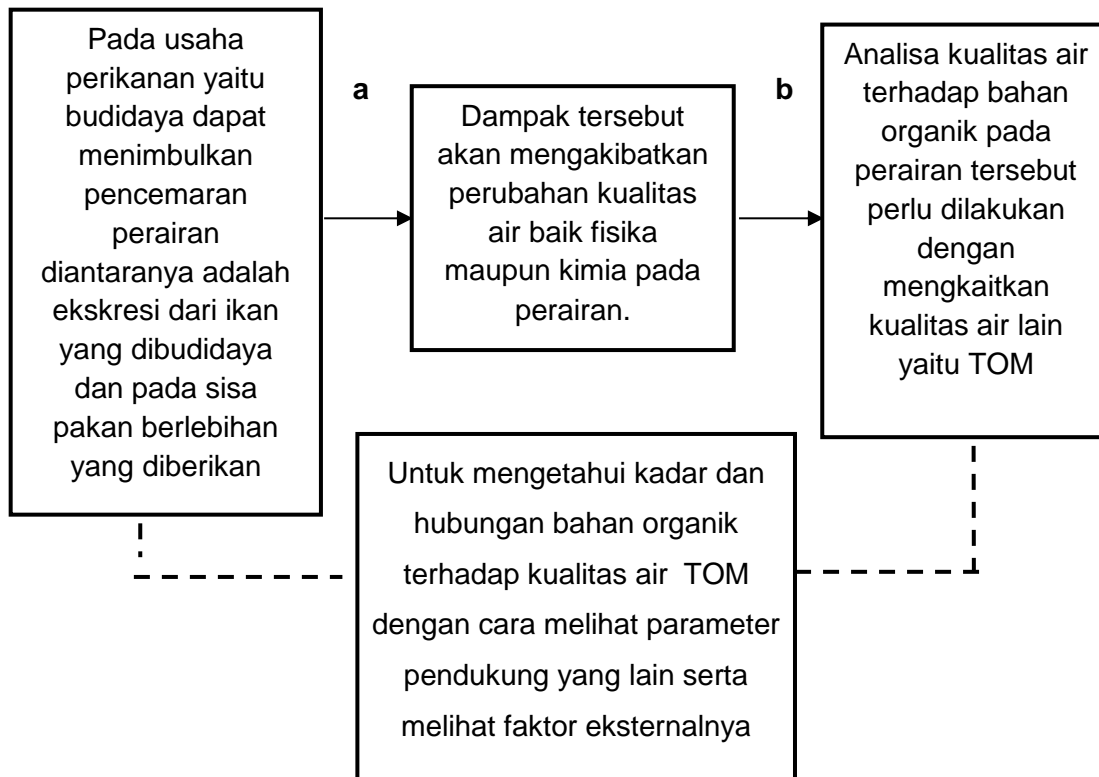 Pada usaha
perikanan yaitu
budidaya dapat
menimbulkan
pencemaran
perairan
diantaranya adalah
ekskresi dari ikan
yang dibudidaya
dan pada sisa
pakan berlebihan
yang diberikan
a
Dampak tersebut
akan mengakibatkan
perubahan kualitas
air baik fisika
maupun kimia pada
perairan.
b
Analisa kualitas air
terhadap bahan
organik pada
perairan tersebut
perlu dilakukan
dengan
mengkaitkan
kualitas air lain
yaitu TOM
Untuk mengetahui kadar dan
hubungan bahan organik
terhadap kualitas air TOM
dengan cara melihat parameter
pendukung yang lain serta
melihat faktor eksternalnya